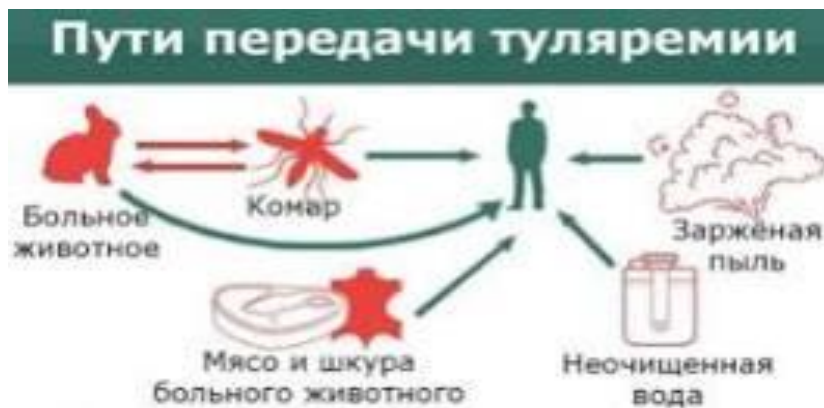 Пути передачи туляремии
Больное
животное
Комар
Заржёная
пыль
Мясо и шкура
больного животного
Неочищенная
вода